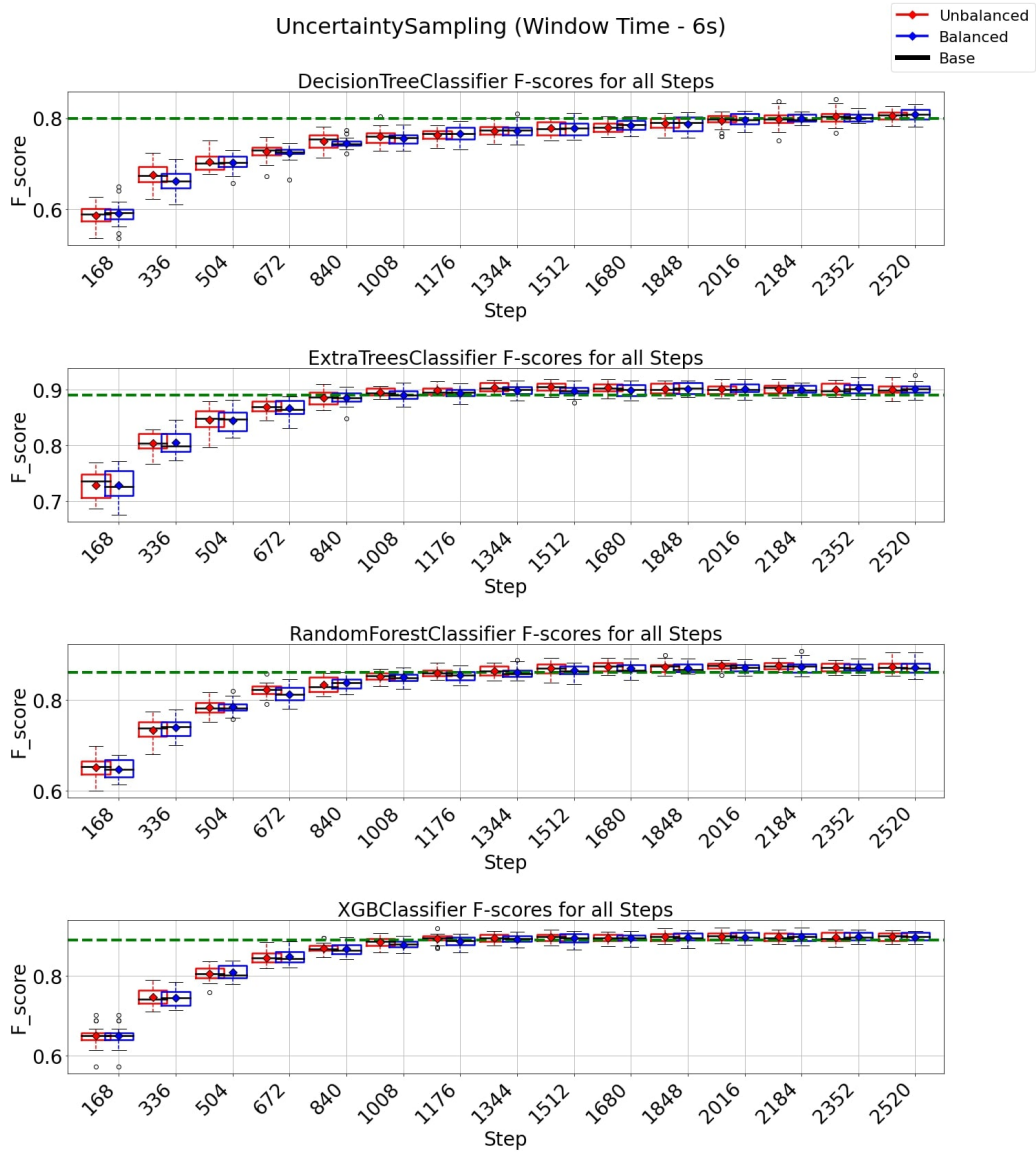 UncertaintySampling (Window Time - 6s)
Unbalanced
Balanced
Base
DecisionTreeClassifier F-scores for all Steps
F_score
0.8
0.6
168 336 504 672 840 1008 1176 1344 1512 1680 1848 2016 2184 2352 2520
Step
ExtraTreesClassifier F-scores for all Steps
F_score
0.9
0.8
0.7
168 336 504 672 840 1008 1176 1344 1512 1680 1848 2016 2184 2352 2520
Step
RandomForestClassifier F-scores for all Steps
F_score
0.8
0.6
168 336 504 672 840 1008 1176 1344 1512 1680 1848 2016 2184 2352 2520
Step
XGBClassifier F-scores for all Steps
F_score
0.8
0.6
168 336 504 672 840 1008 1176 1344 1512 1680 1848 2016 2184 2352 2520
Step